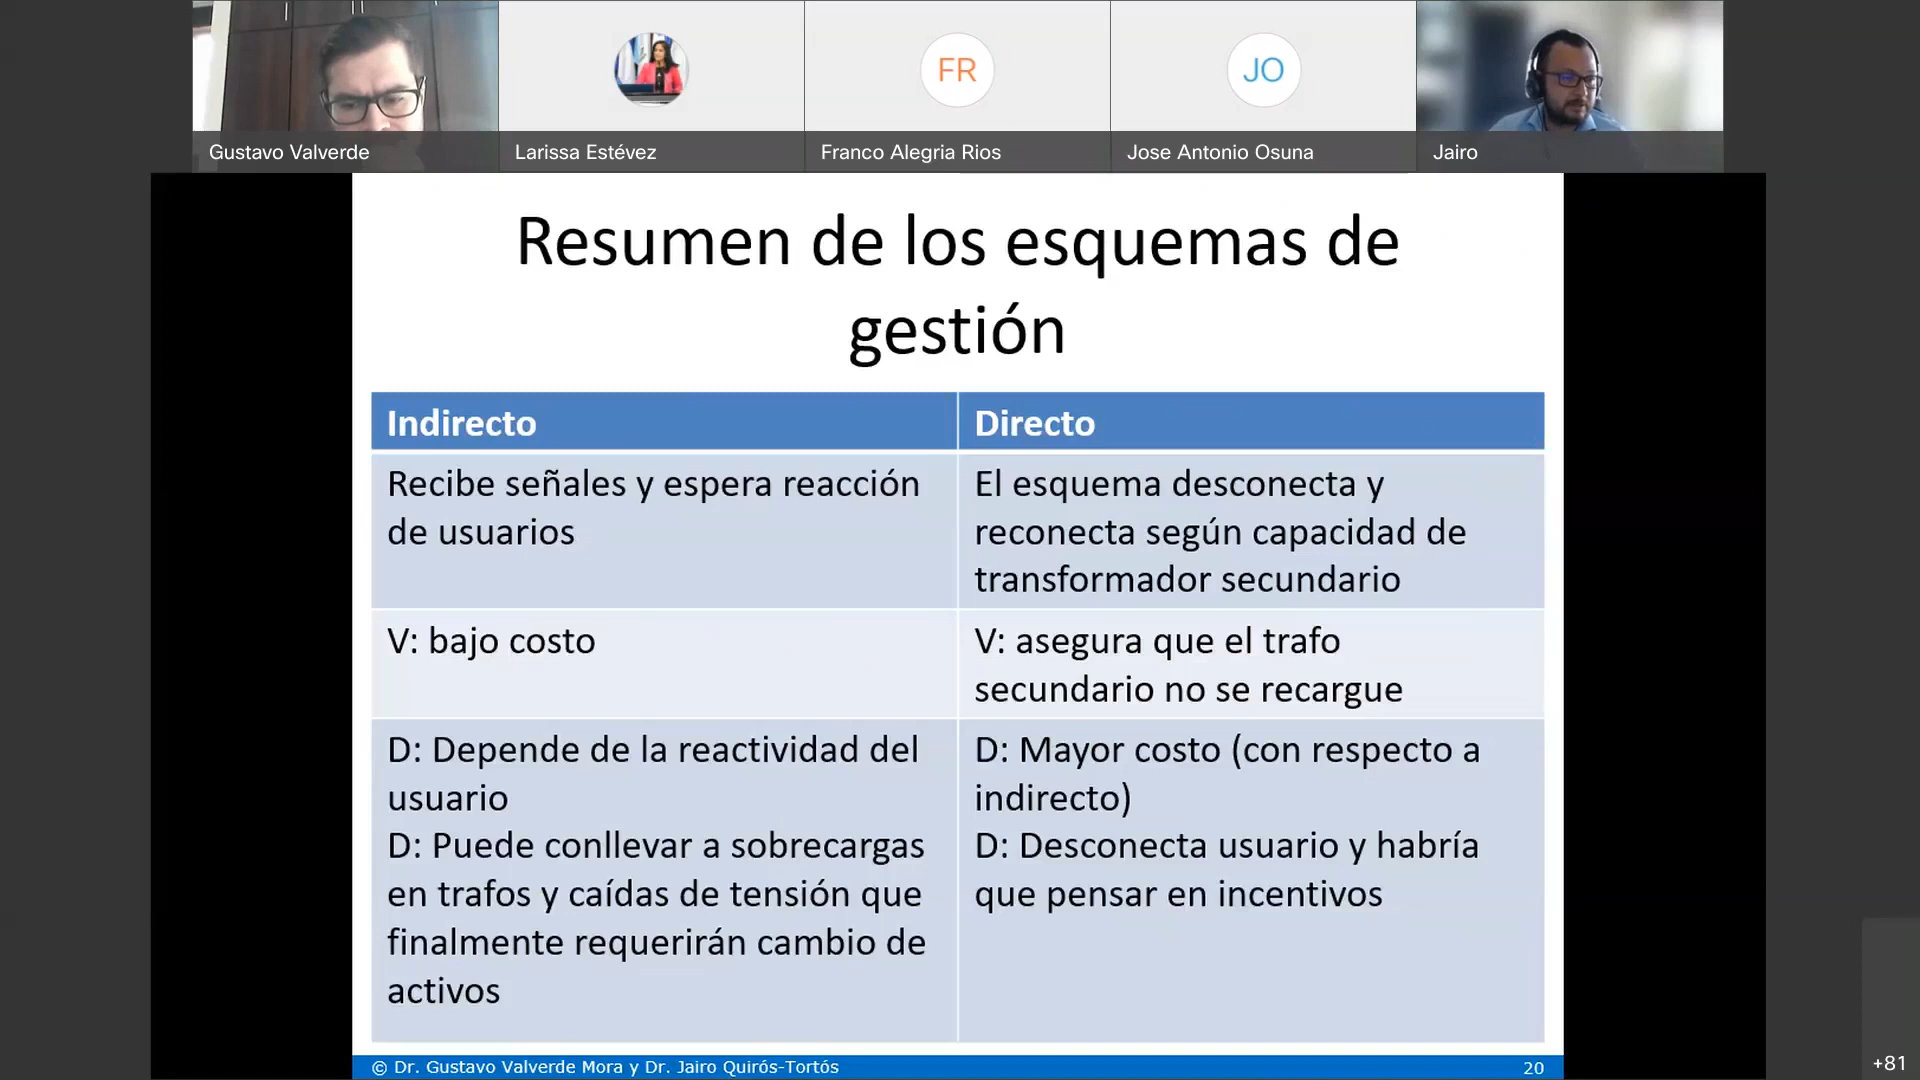 FR
JO
Gustavo Valverde
Larissa Estévez
Franco Alegria Rios
Jose Antonio Osuna
Jairo
Resumen de los esquemas de
gestión
Indirecto
Directo
Recibe señales y espera reacción
de usuarios
El esquema desconecta y
reconecta según capacidad de
transformador secundario
V: bajo costo
V: asegura que el trafo
secundario no se recargue
D: Depende de la reactividad del
usuario
D: Puede conllevar a sobrecargas
en trafos y caídas de tensión que
finalmente requerirán cambio de
activos
D: Mayor costo (con respecto a
indirecto)
D: Desconecta usuario y habría
que pensar en incentivos
© Dr. Gustavo Valverde Mora y Dr. Jairo Quirós-Tortós
20
+81